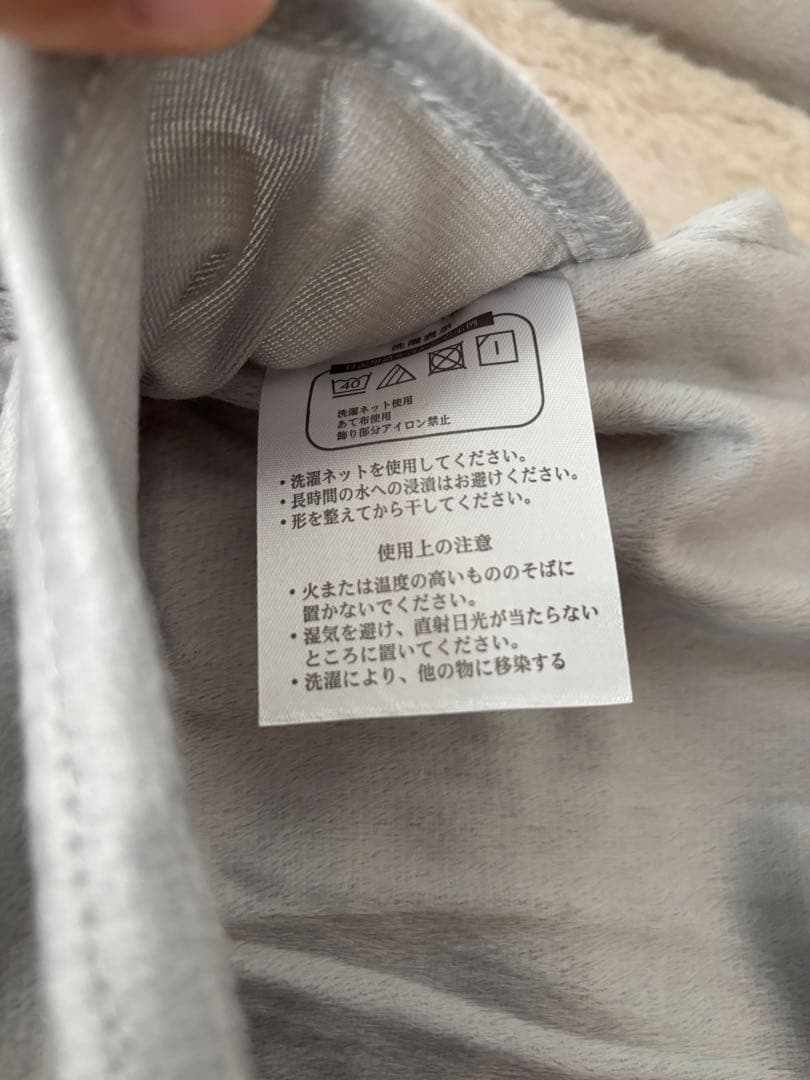 洗濯表示
40
洗濯ネット使用
あて布使用
飾り部分アイロン禁止
・洗濯ネットを使用してください。
・長時間の水への浸漬はお避けください。
・形を整えてから干してください。
使用上の注意
・火または温度の高いもののそばに
置かないでください。
・湿気を避け、直射日光が当たらない
ところに置いてください。
・洗濯により、他の物に移染する